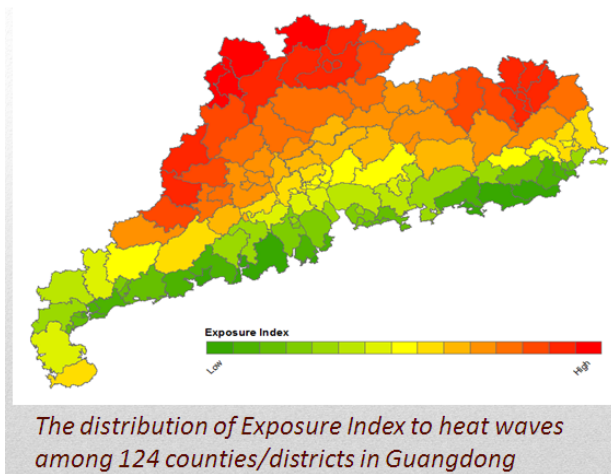 Exposure Index
Low
High
The distribution of Exposure Index to heat waves
among 124 counties/districts in Guangdong